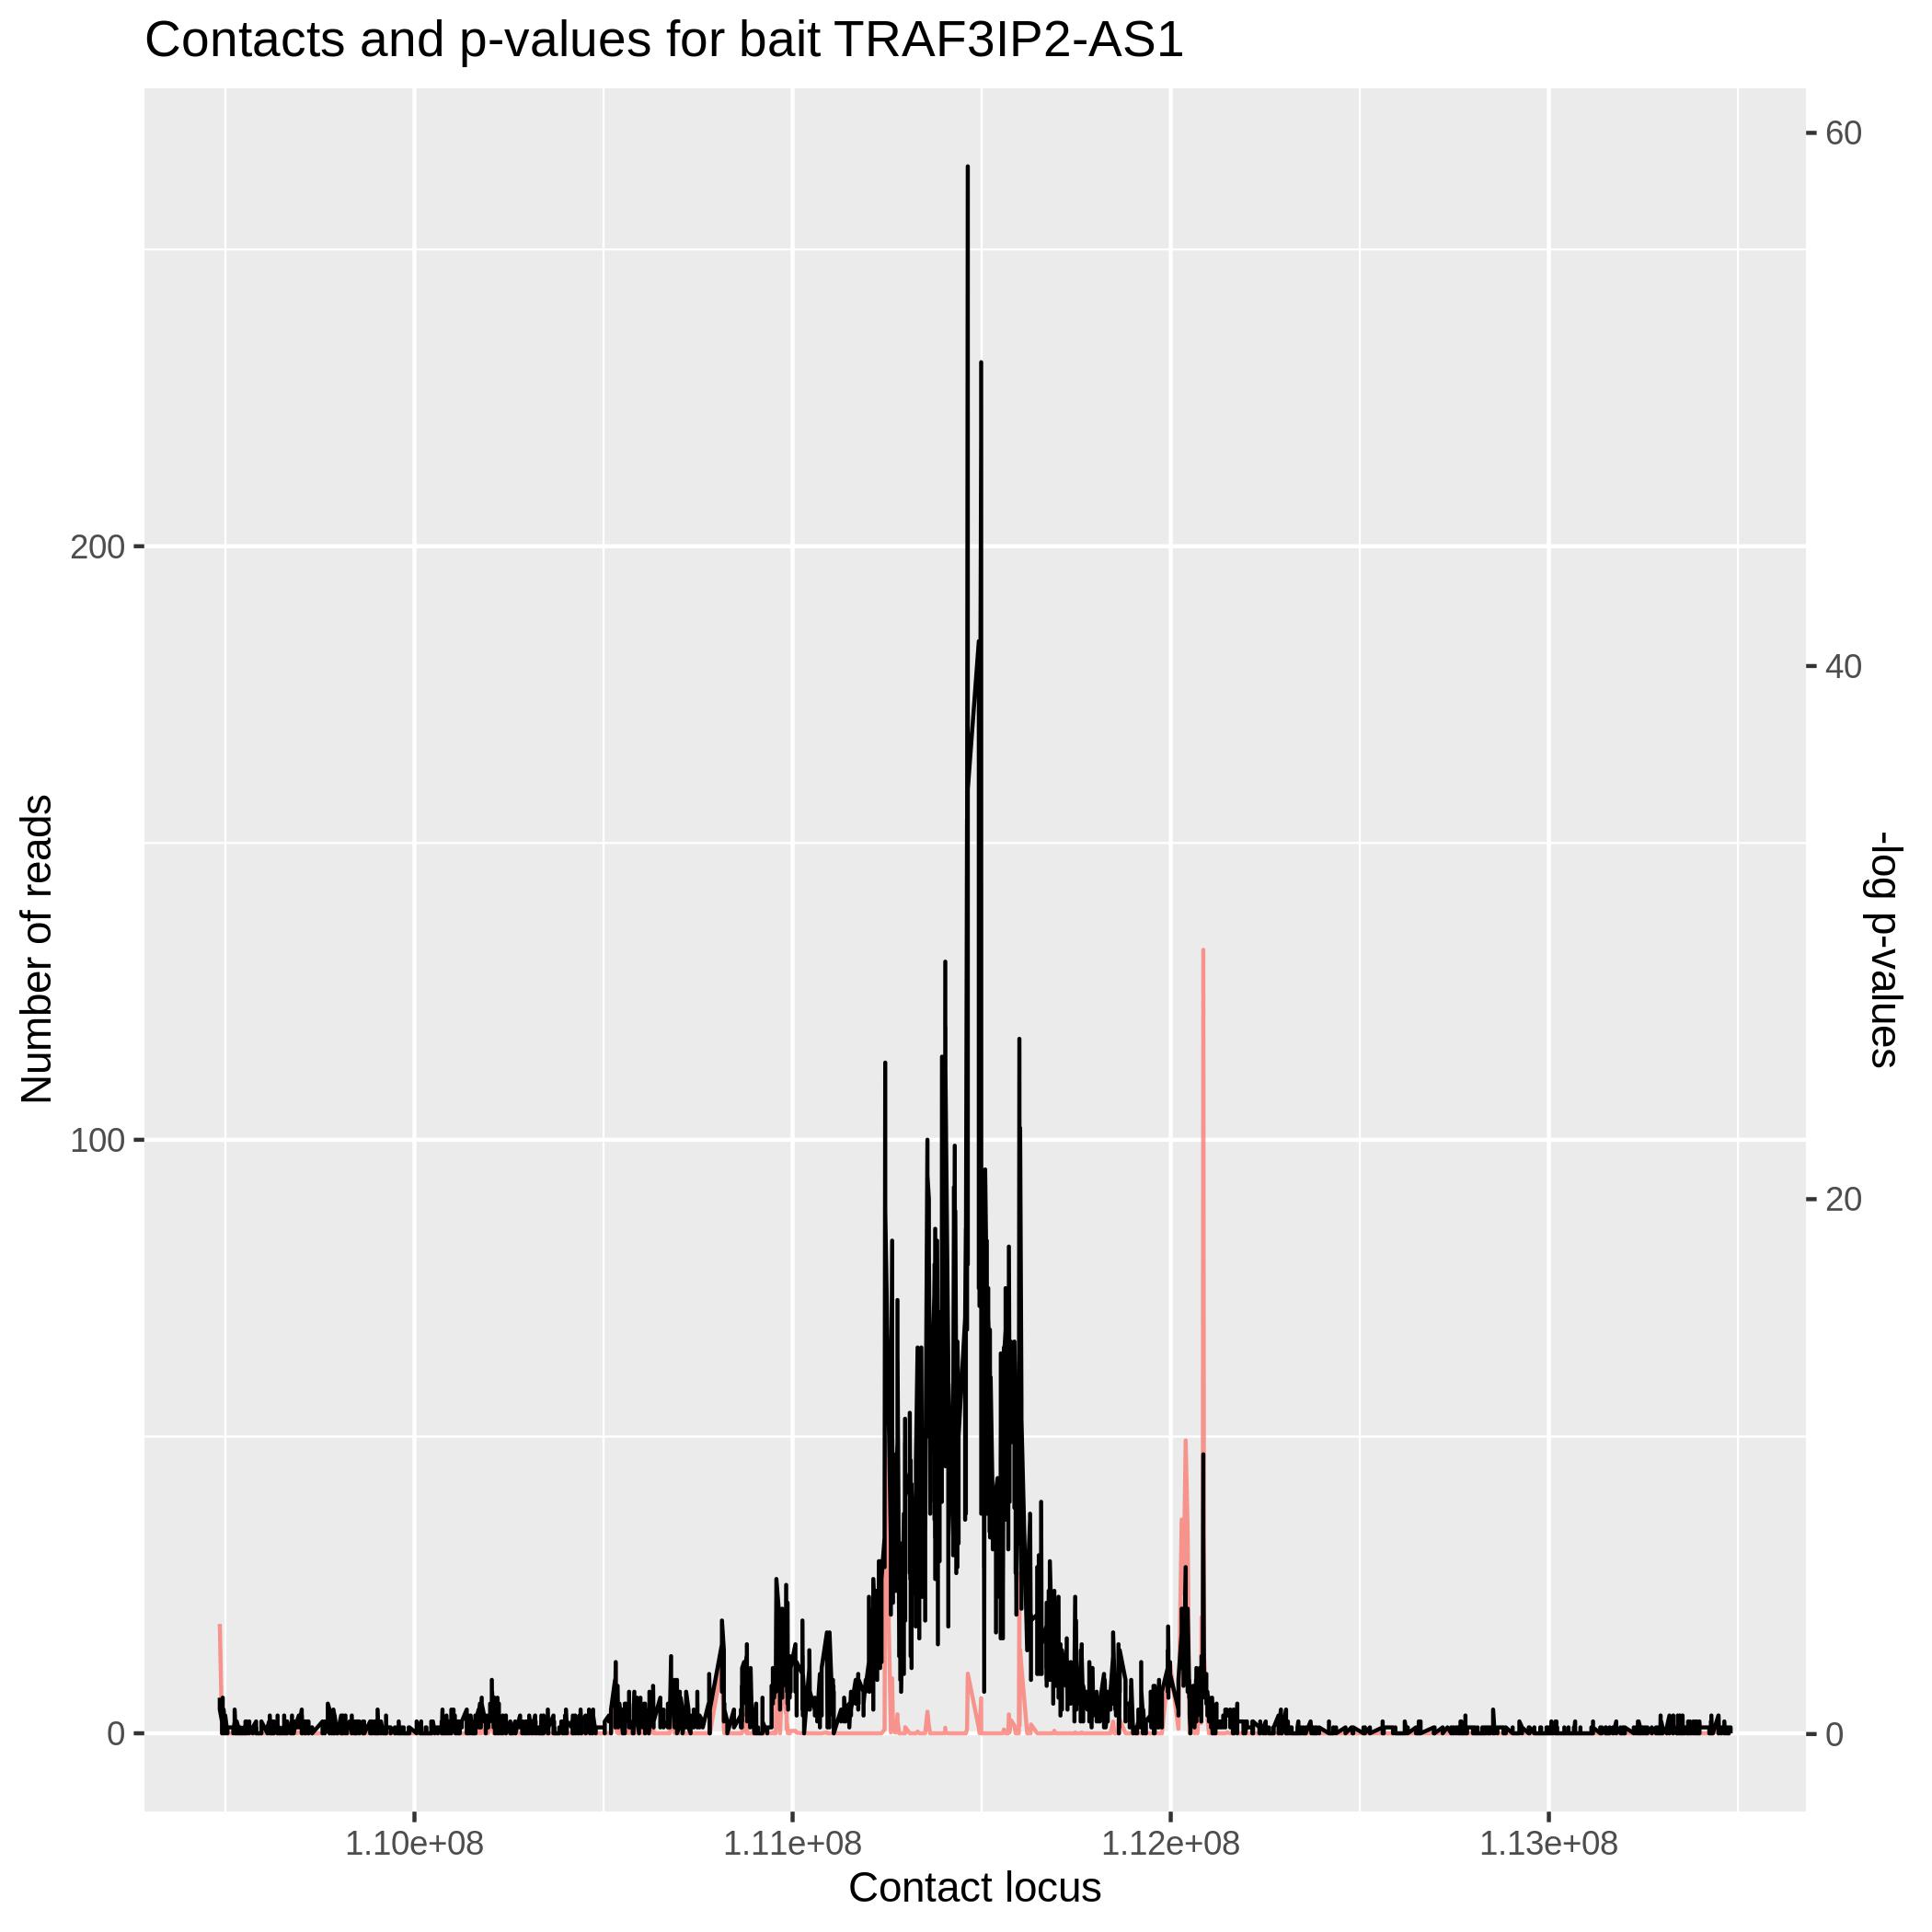 Contacts and p-values for bait TRAF3IP2-AS1
60
40
20
0
200
100
0
Number of reads
-log p-values
1.10e+08
1.11e+08
1.12e+08
1.13e+08
Contact locus